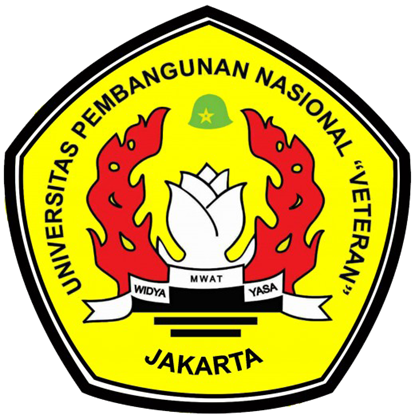 UNIVERSITAS PEMBANGUNAN NASIONAL "VETERAN"
WIDYA MWAT YASA
JAKARTA